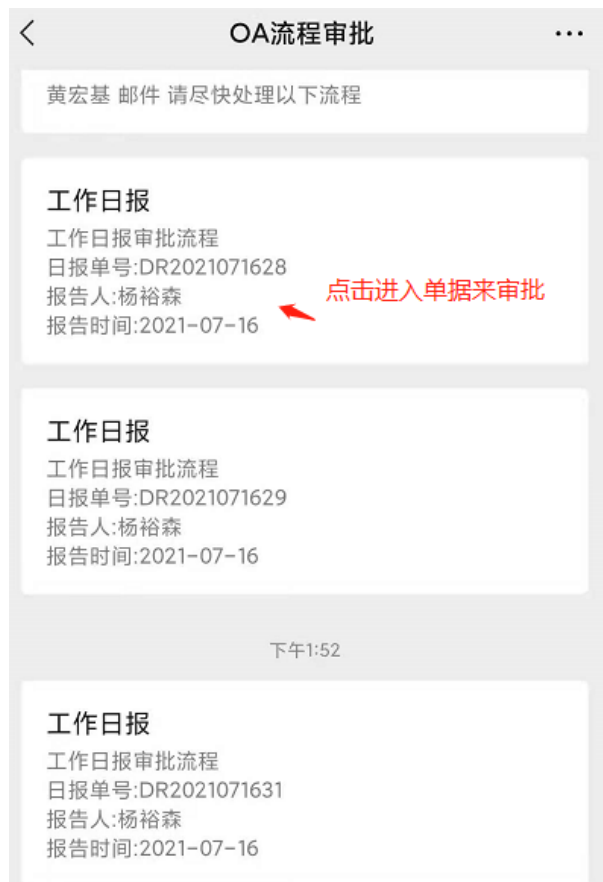 OA流程审批
黄宏基 邮件 请尽快处理以下流程
工作日报
工作日报审批流程
日报单号:DR2021071628
报告人:杨裕森
报告时间:2021-07-16
点击进入单据来审批
工作日报
工作日报审批流程
日报单号:DR2021071629
报告人:杨裕森
报告时间:2021-07-16
下午1:52
工作日报
工作日报审批流程
日报单号:DR2021071631
报告人:杨裕森
报告时间:2021-07-16